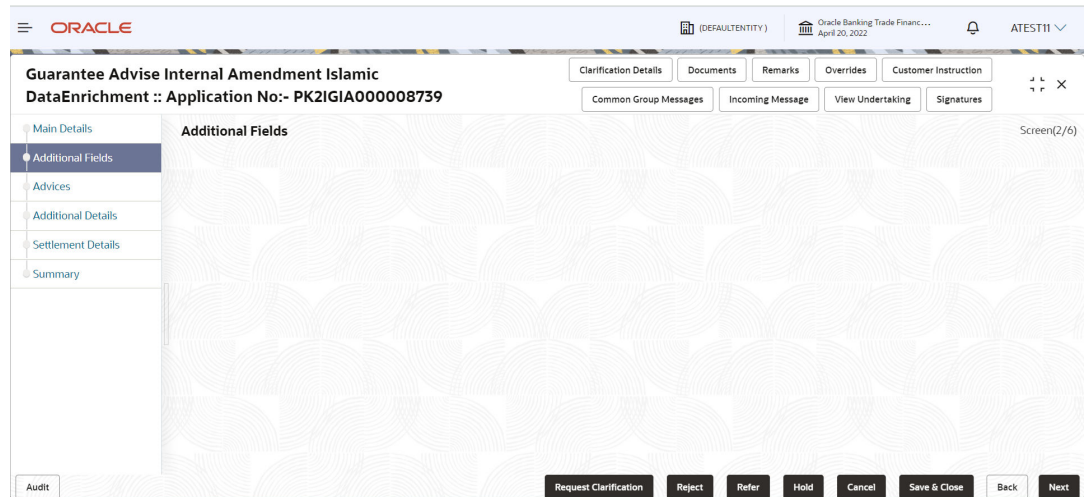 ORACLE
(DEFAULTENTITY)
Oracle Banking Trade Financ...
April 20, 2022
ATEST11
Guarantee Advise Internal Amendment Islamic
DataEnrichment :: Application No:- PK2IGIA000008739
Clarification Details
Documents
Remarks
Overrides
Customer Instruction
Common Group Messages
Incoming Message
View Undertaking
Signatures
Main Details
Additional Fields
Advices
Additional Details
Settlement Details
Summary
Additional Fields
Screen(2/6)
Audit
Request Clarification
Reject
Refer
Hold
Cancel
Save & Close
Back
Next